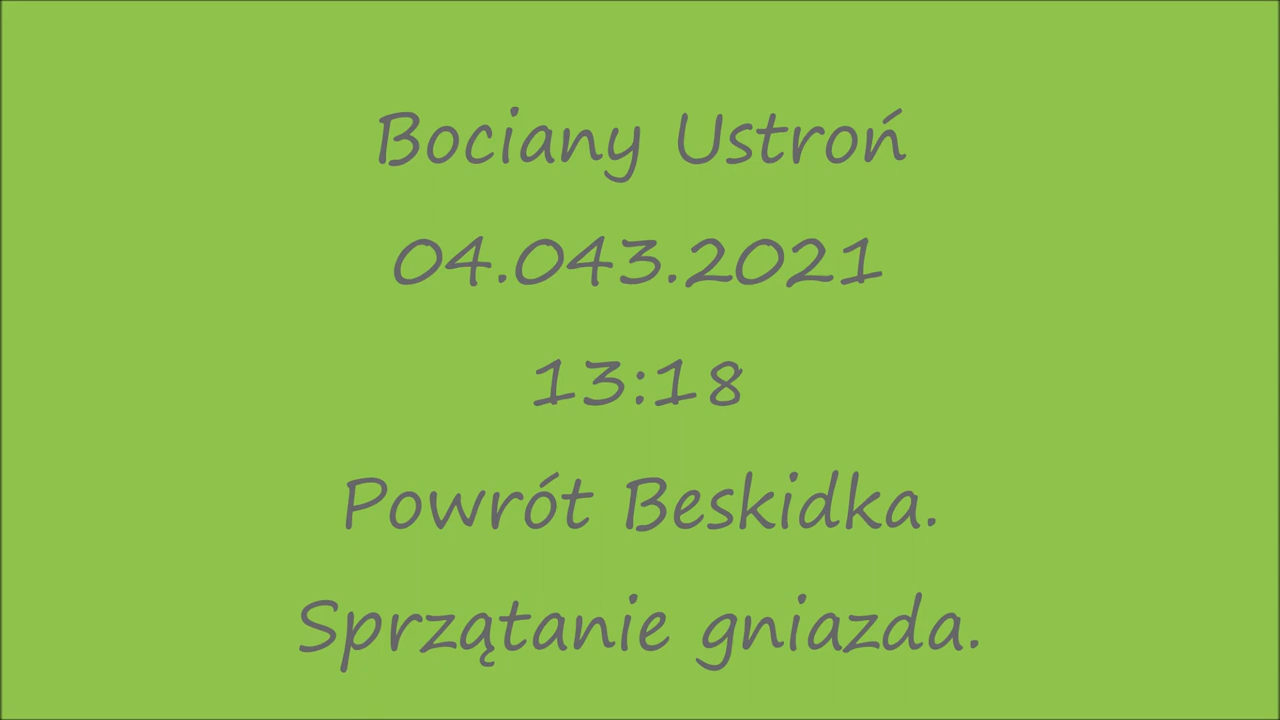 Bociany Ustroń
04.043.2021
13:18
Powrót Beskidka.
Sprzątanie gniazda.